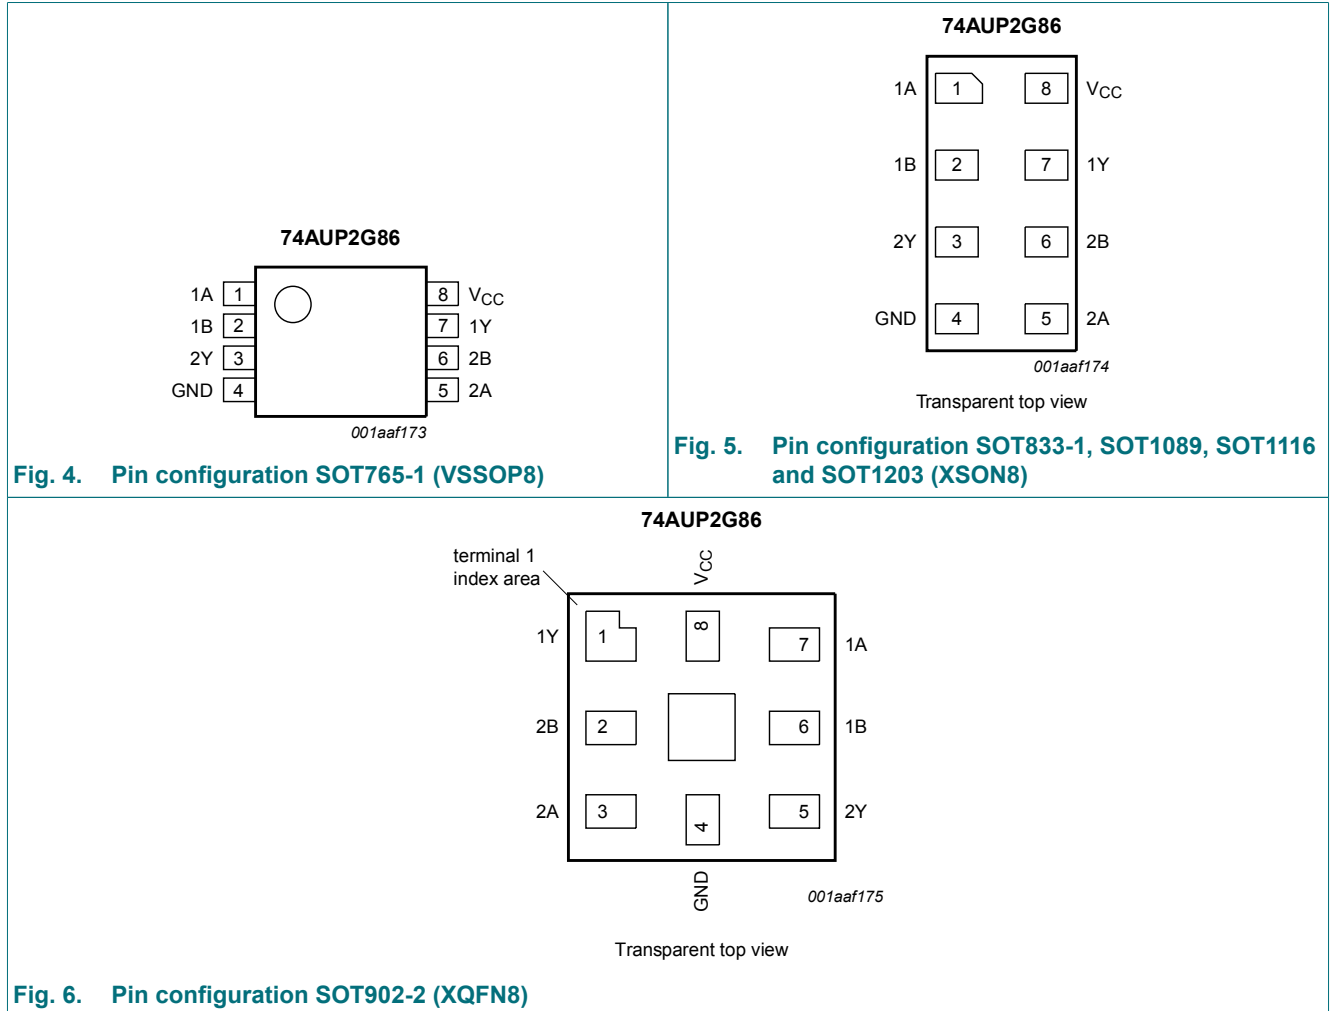 74AUP2G86
1A 1 8 VCC
1B 2 7 1Y
2Y 3 6 2B
GND 4 5 2A
001aaf173
Fig. 4. Pin configuration SOT765-1 (VSSOP8)
74AUP2G86
1A 1 8 VCC
1B 2 7 1Y
2Y 3 6 2B
GND 4 5 2A
001aaf174
Transparent top view
Fig. 5. Pin configuration SOT833-1, SOT1089, SOT1116
and SOT1203 (XSON8)
74AUP2G86
terminal 1
index area
VCC
1Y 1 8 7 1A
2B 2 6 1B
2A 3 4 5 2Y
GND
001aaf175
Transparent top view
Fig. 6. Pin configuration SOT902-2 (XQFN8)